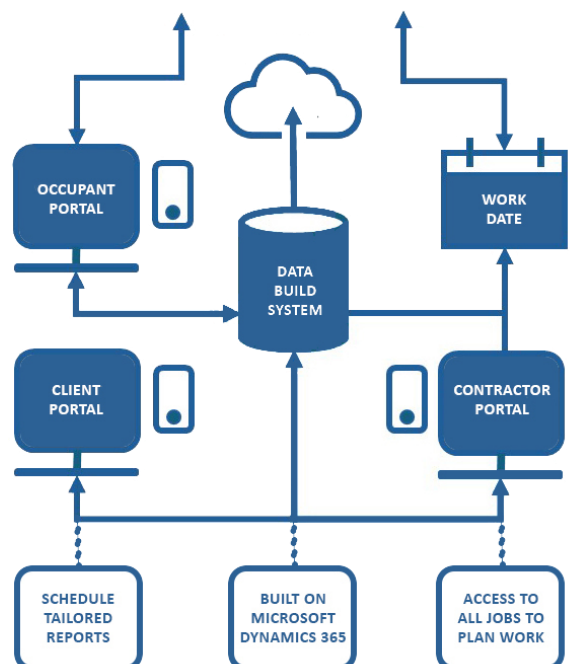 OCCUPANT
PORTAL
WORK
DATE
DATA
BUILD
SYSTEM
CLIENT
PORTAL
CONTRACTOR
PORTAL
SCHEDULE
TAILORED
REPORTS
BUILT ON
MICROSOFT
DYNAMICS 365
ACCESS TO
ALL JOBS TO
PLAN WORK